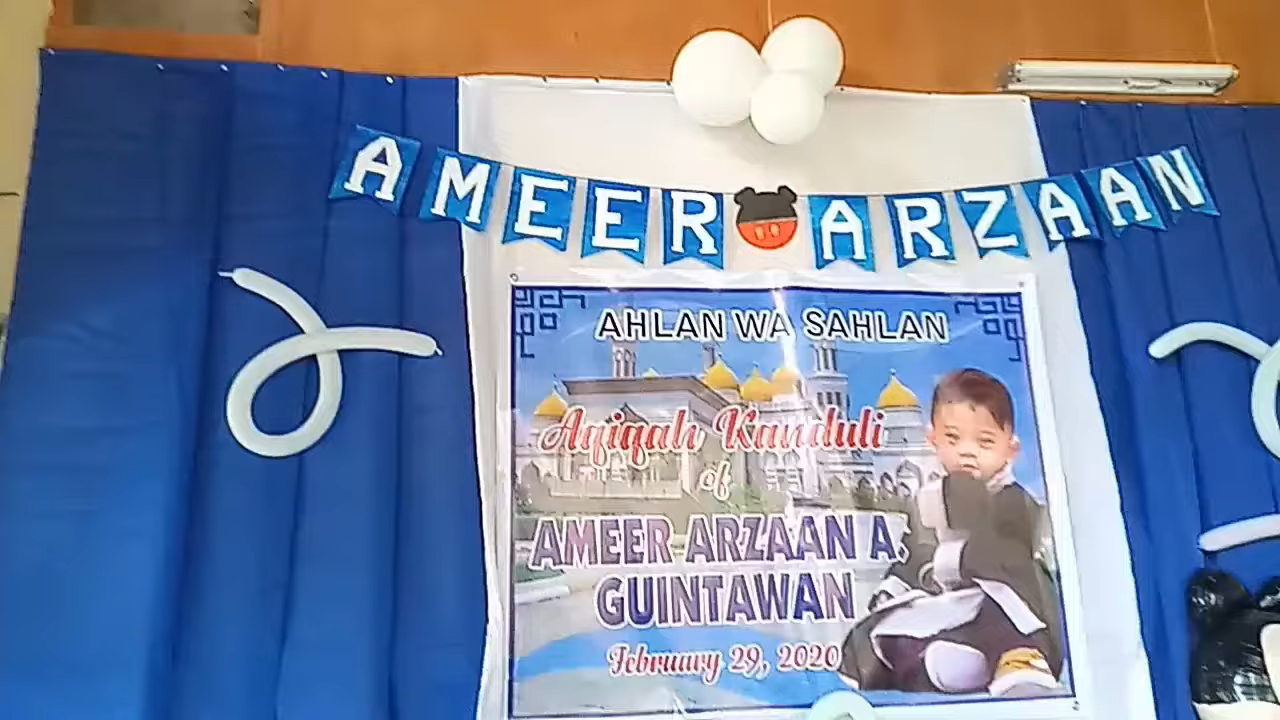 AMEER ARZAAN
AHLAN WA SAHLAN
Aqiqah Kanduli
of
AMEER ARZAAN A.
GUINTAWAN
February 29, 2020